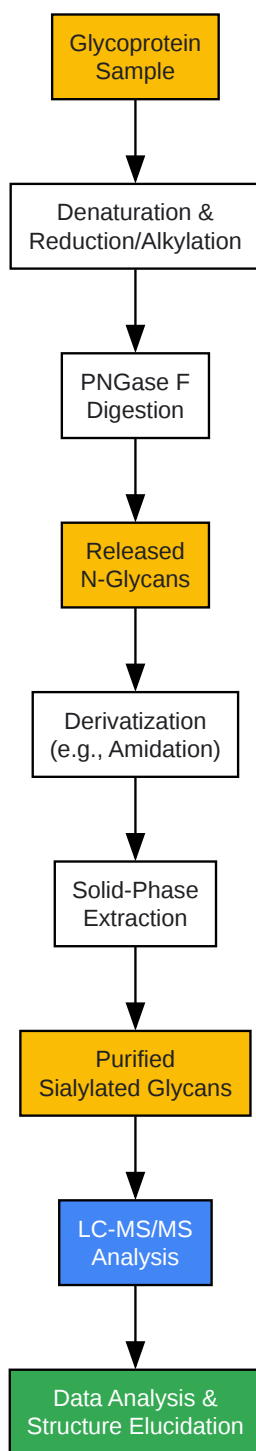 Glycoprotein
Sample
Denaturation &
Reduction/Alkylation
PNGase F
Digestion
Released
N-Glycans
Derivatization
(e.g., Amidation)
Solid-Phase
Extraction
Purified
Sialylated Glycans
LC-MS/MS
Analysis
Data Analysis &
Structure Elucidation